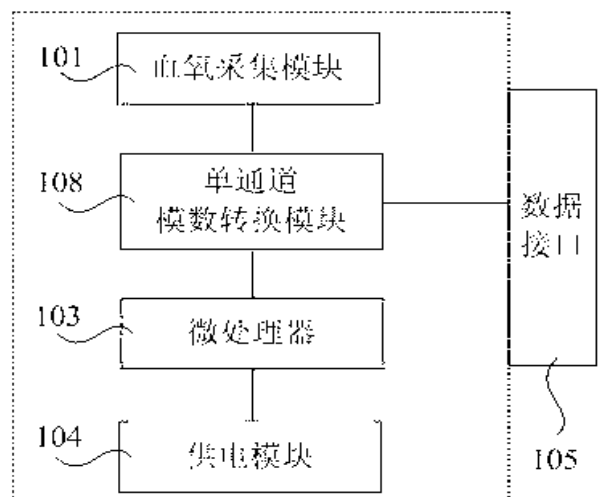 101
血氧采集模块
108
单通道
模数转换模块
数据
接口
103
微处理器
104
供电模块
105